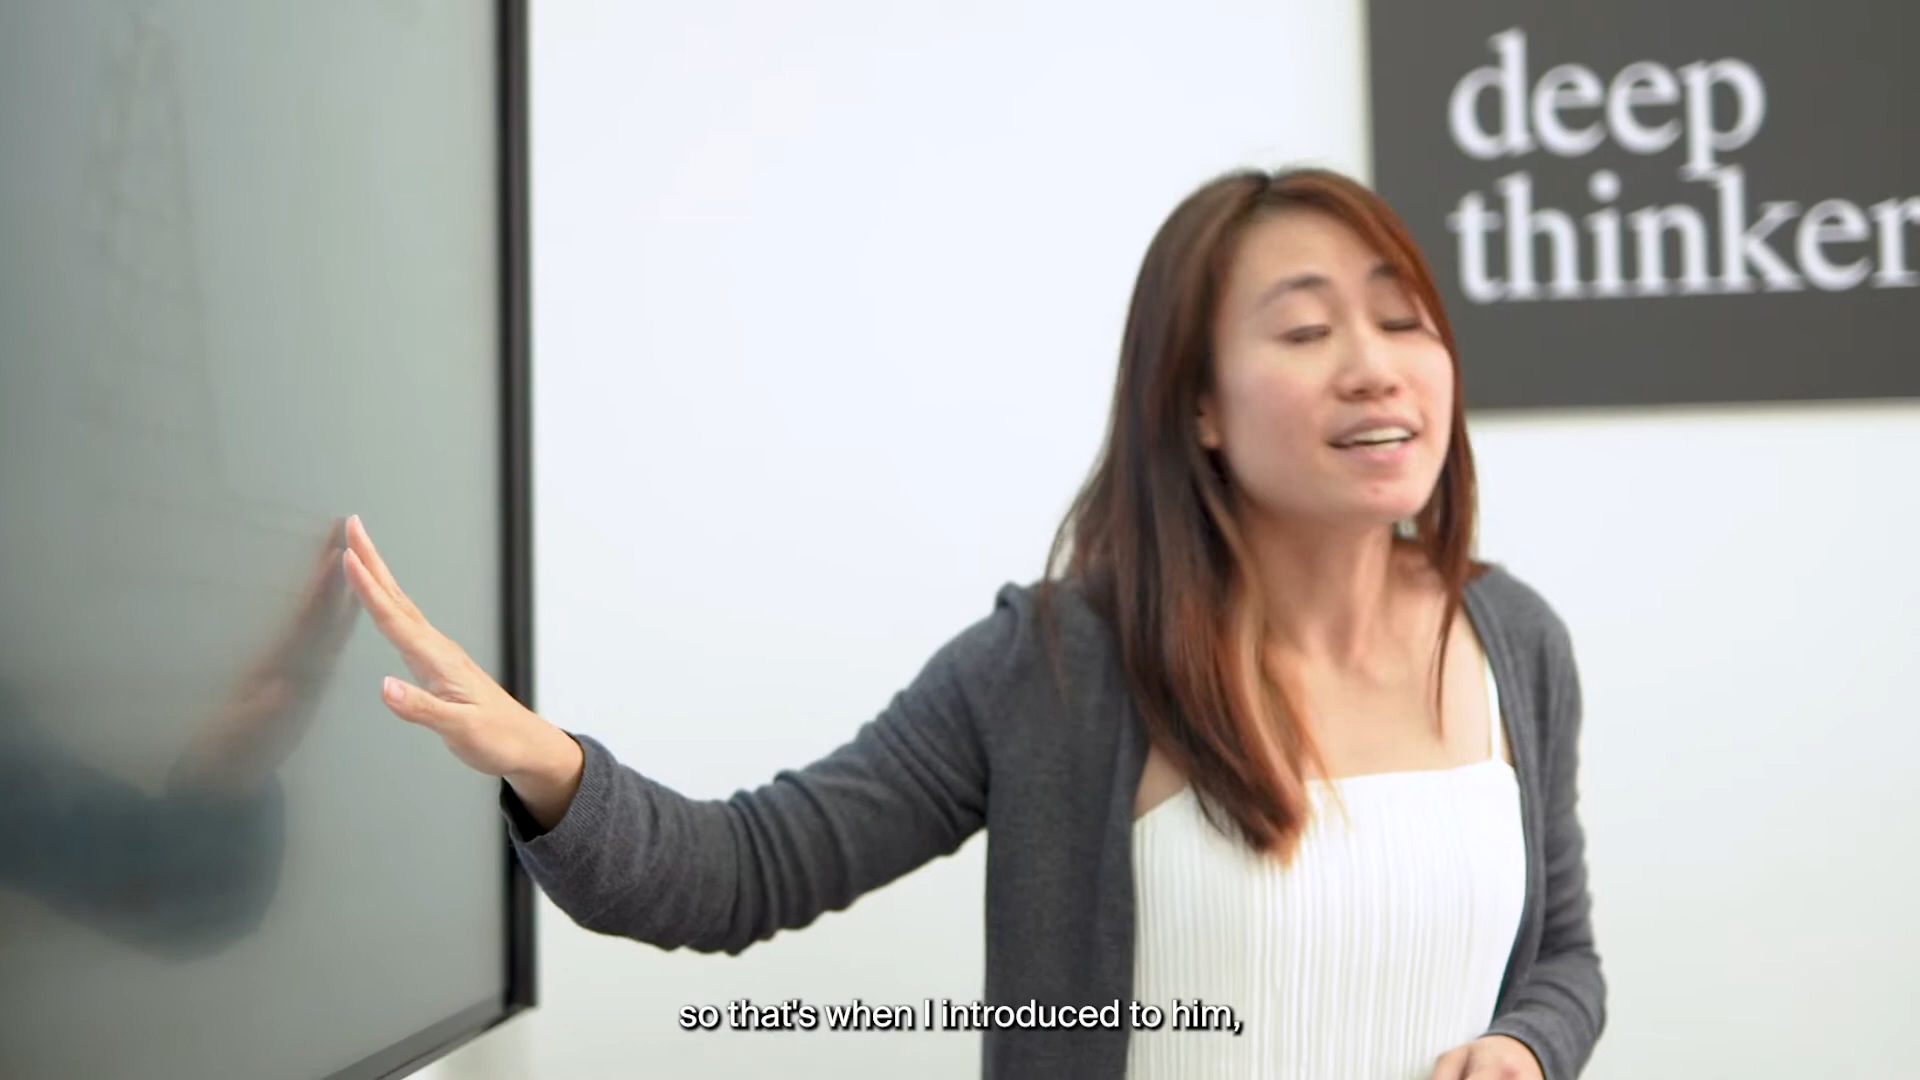 deep
thinker
so that's when I introduced to him,